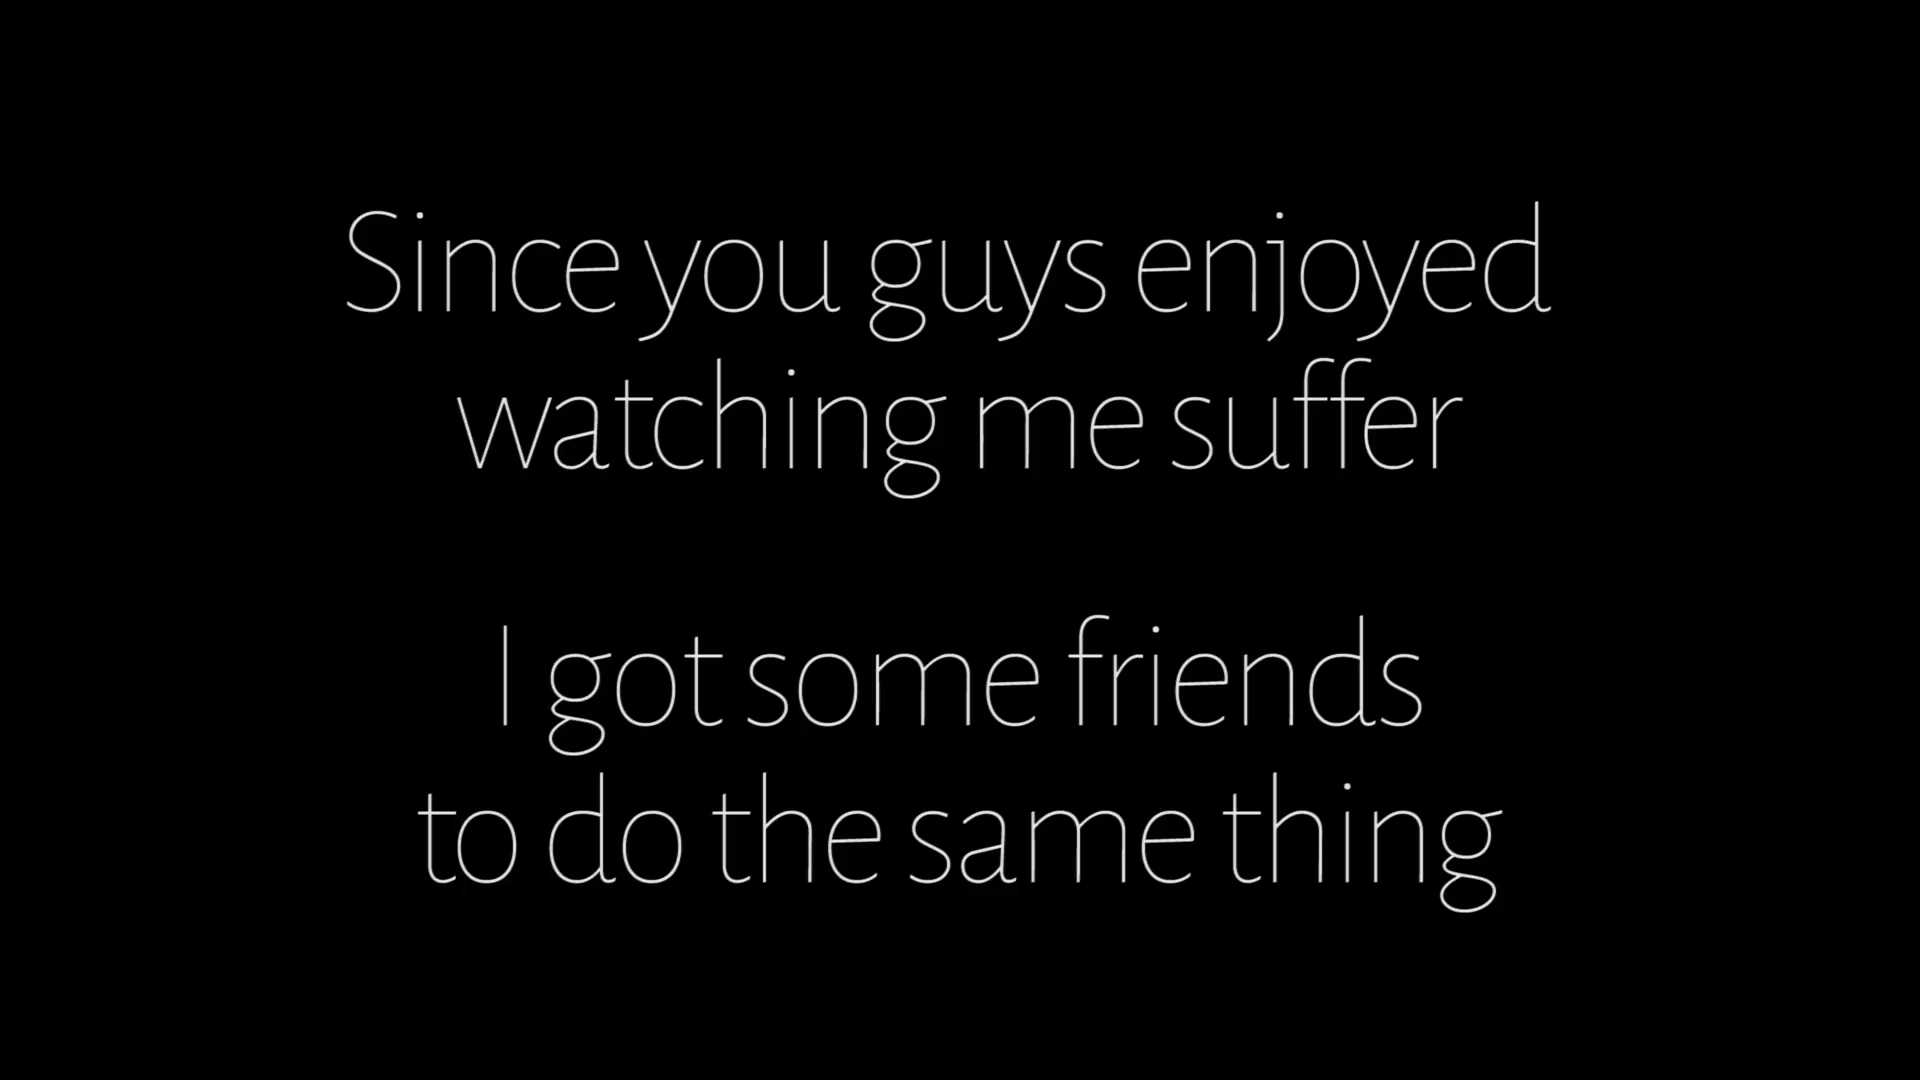 Since you guys enjoyed
watching me suffer
I got some friends
to do the same thing